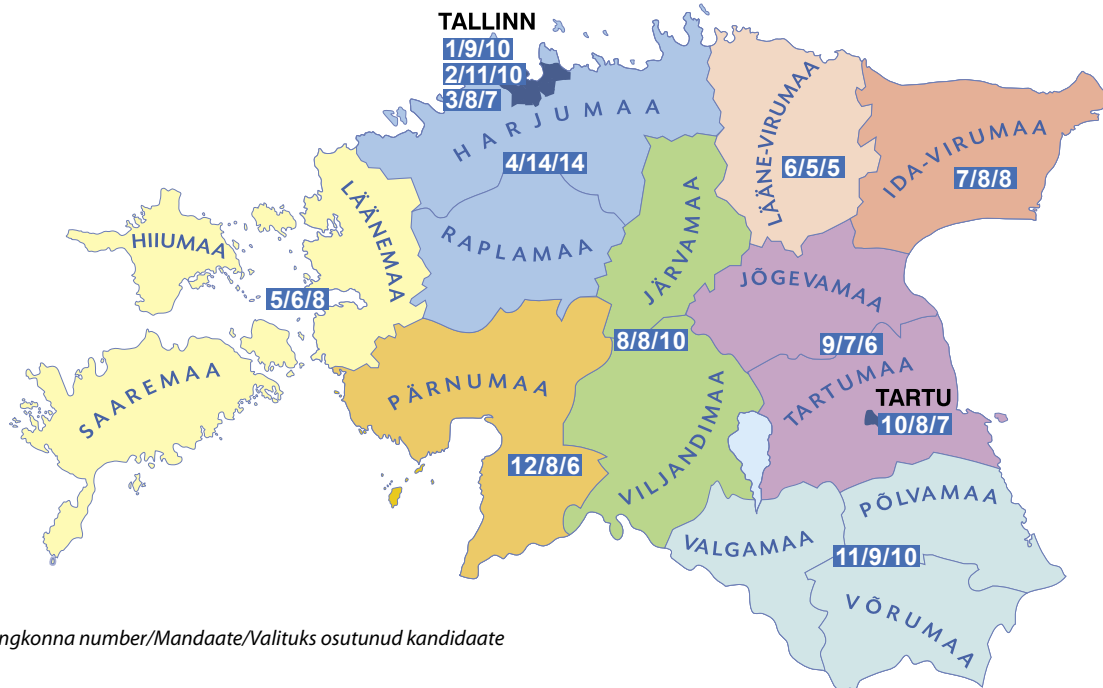 TALLINN
1/9/10
2/11/10
3/8/7
HARJUMAA
4/14/14
LÄÄNE-VIRUMAA
6/5/5
IDA-VIRUMAA
7/8/8
LÄÄNEMAA
HIIUMAA
RAPLAMAA
JÄRVAMAA
5/6/8
JÕGEVAMAA
8/8/10
9/7/6
SAAREMAA
PÄRNUMAA
TARTUMAA
TARTU
10/8/7
12/8/6
VILJANDIMAA
PÕLVAMAA
VALGAMAA
11/9/10
VÕRUMAA
ngkonna number/Mandaate/Valituks osutunud kandidaate